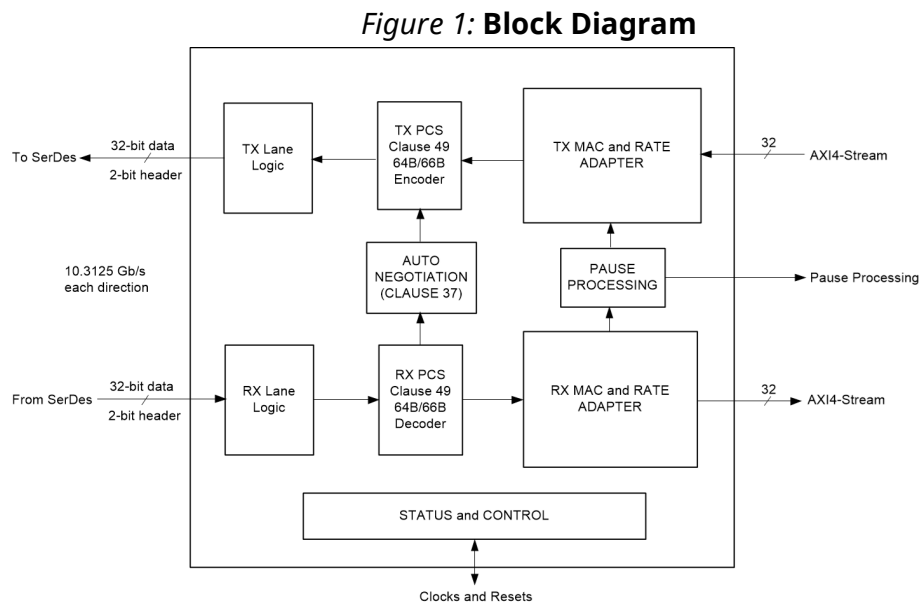 Figure 1: Block Diagram
To SerDes
32-bit data
2-bit header
TX Lane
Logic
TX PCS
Clause 49
64B/66B
Encoder
TX MAC and RATE
ADAPTER
32
AXI4-Stream
10.3125 Gb/s
each direction
AUTO
NEGOTIATION
(CLAUSE 37)
PAUSE
PROCESSING
Pause Processing
From SerDes
32-bit data
2-bit header
RX Lane
Logic
RX PCS
Clause 49
64B/66B
Decoder
RX MAC and RATE
ADAPTER
32
AXI4-Stream
STATUS and CONTROL
Clocks and Resets